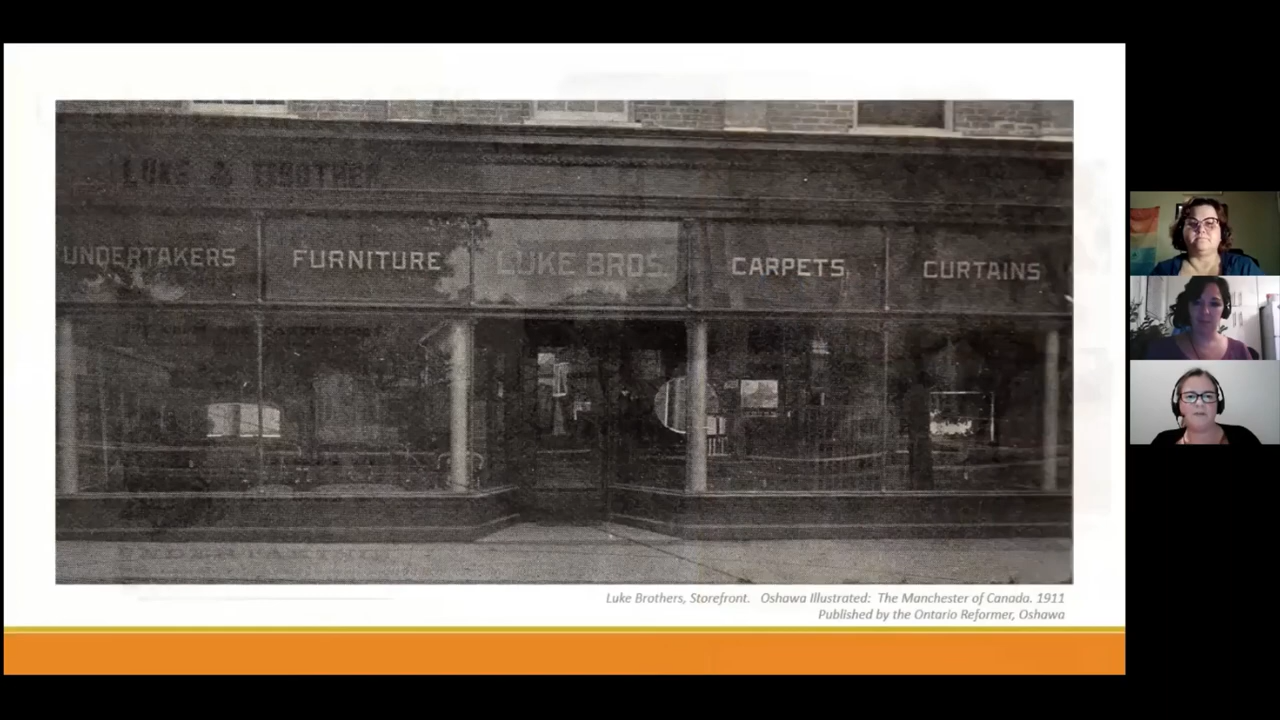 LUKE & BROTHER
UNDERTAKERS
FURNITURE
LUKE BROS.
CARPETS
CURTAINS
Luke Brothers, Storefront. Oshawa Illustrated: The Manchester of Canada. 1911
Published by the Ontario Reformer, Oshawa